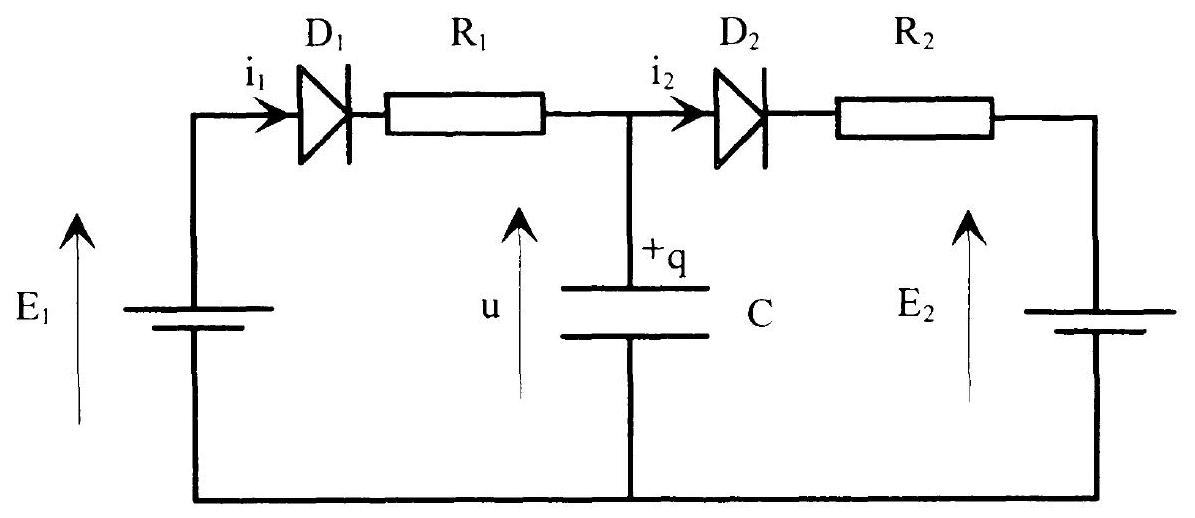 D₁ R₁ D₂ R₂
i₁ i₂
+q
E₁ u C E₂